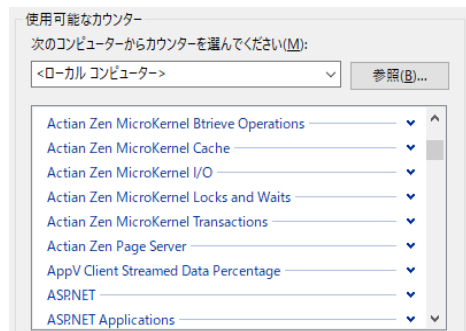 使用可能なカウンター
次のコンピューターからカウンターを選んでください(M):
<ローカル コンピューター>
参照(B)...
Actian Zen MicroKernel Btrieve Operations
Actian Zen MicroKernel Cache
Actian Zen MicroKernel I/O
Actian Zen MicroKernel Locks and Waits
Actian Zen MicroKernel Transactions
Actian Zen Page Server
AppV Client Streamed Data Percentage
ASP.NET
ASP.NET Applications